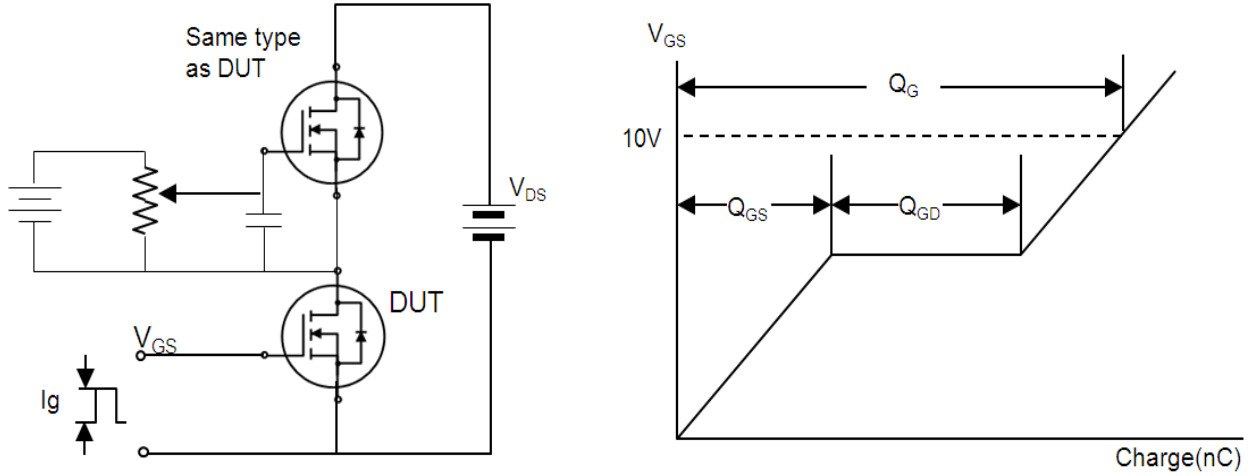 Same type
as DUT
V_DS
DUT
V_GS
Ig
V_GS
Q_G
10V
Q_GS
Q_GD
Charge(nC)